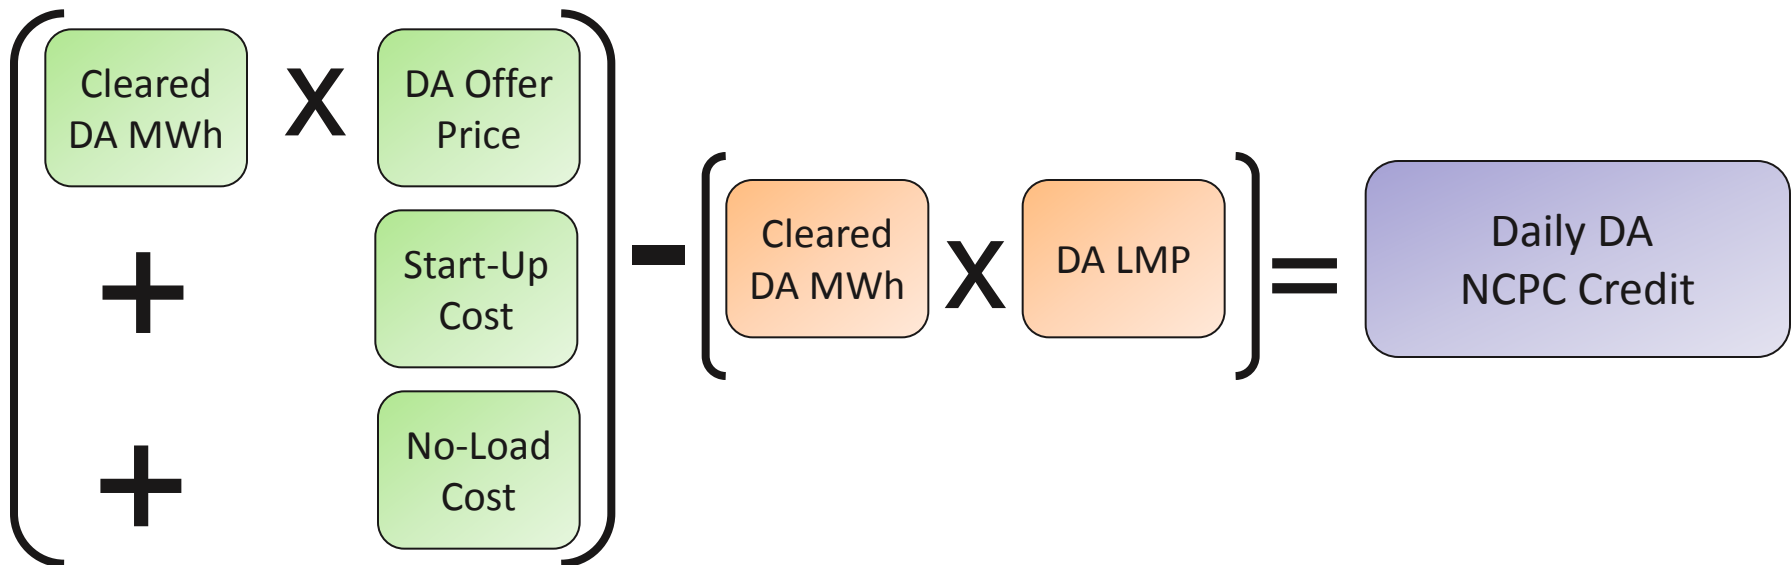 Cleared
DA MWh
X
DA Offer
Price
+
Start-Up
Cost
+
No-Load
Cost
-
Cleared
DA MWh
X
DA LMP
=
Daily DA
NCPC Credit